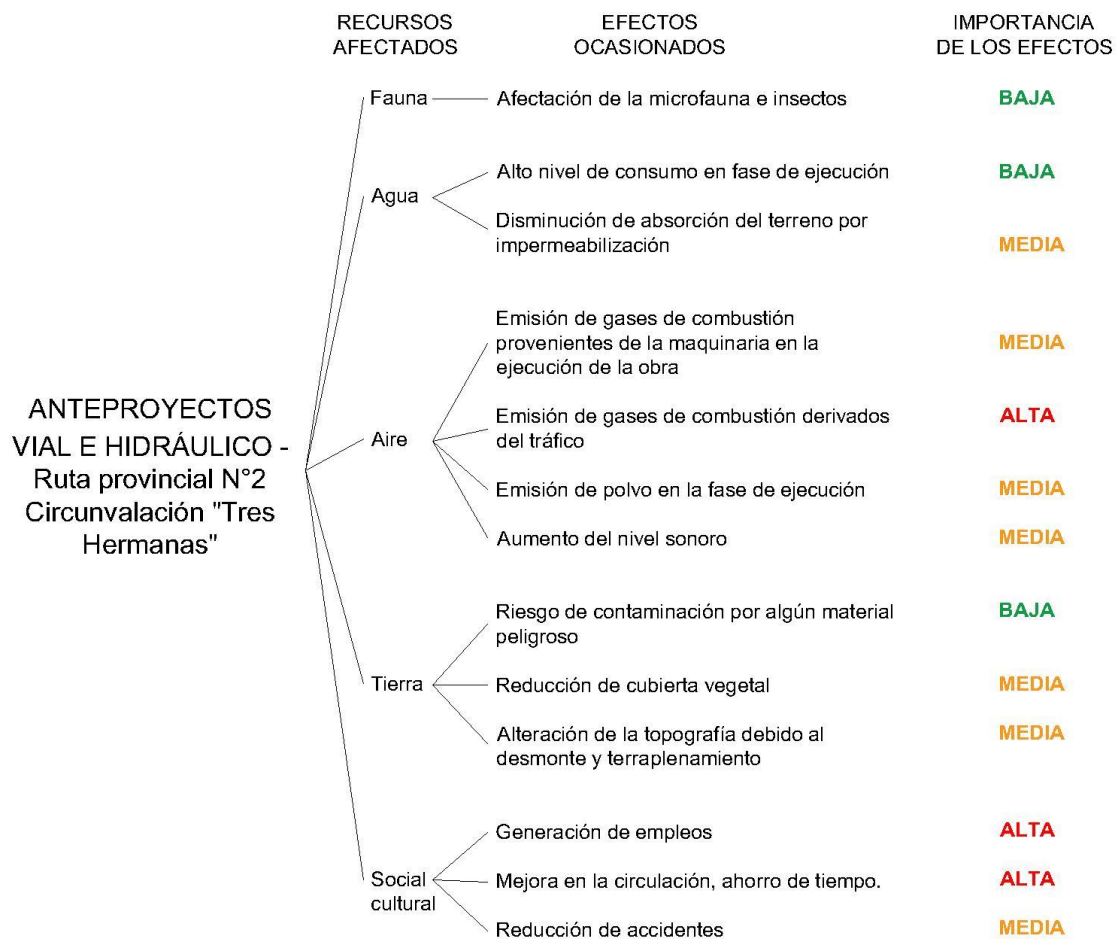 RECURSOS
AFECTADOS
EFECTOS
OCASIONADOS
IMPORTANCIA
DE LOS EFECTOS
ANTEPROYECTOS
VIAL E HIDRÁULICO -
Ruta provincial N°2
Circunvalación "Tres
Hermanas"
Fauna
Afectación de la microfauna e insectos
BAJA
Agua
Alto nivel de consumo en fase de ejecución
BAJA
Disminución de absorción del terreno por
impermeabilización
MEDIA
Aire
Emisión de gases de combustión
provenientes de la maquinaria en la
ejecución de la obra
MEDIA
Emisión de gases de combustión derivados
del tráfico
ALTA
Emisión de polvo en la fase de ejecución
MEDIA
Aumento del nivel sonoro
MEDIA
Tierra
Riesgo de contaminación por algún material
peligroso
BAJA
Reducción de cubierta vegetal
MEDIA
Alteración de la topografía debido al
desmonte y terraplenamiento
MEDIA
Social
cultural
Generación de empleos
ALTA
Mejora en la circulación, ahorro de tiempo.
ALTA
Reducción de accidentes
MEDIA